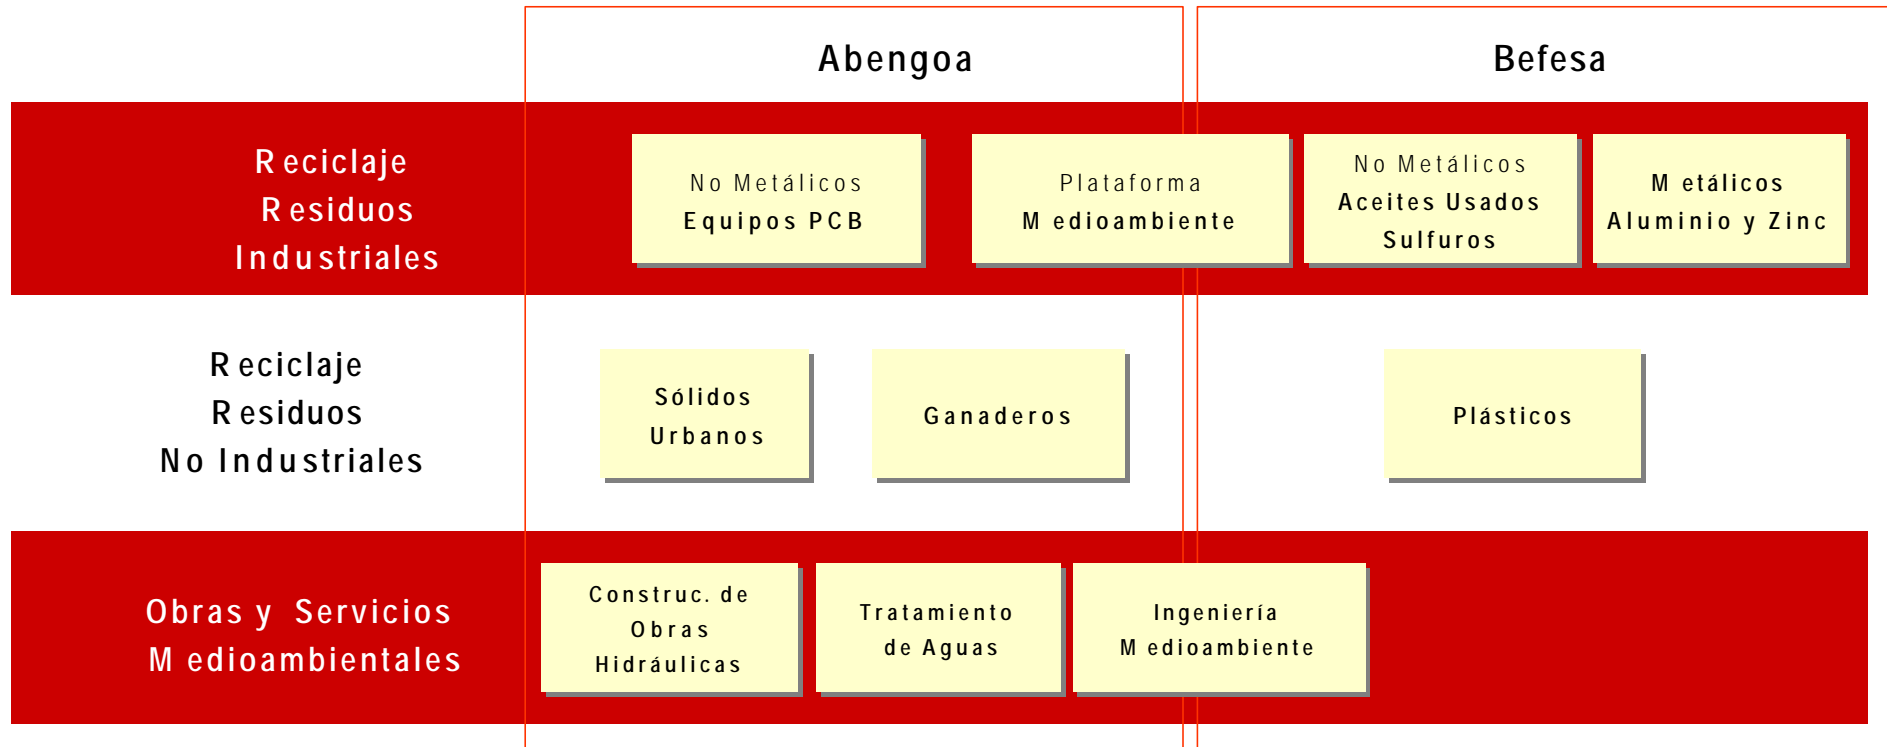 Abengoa
Befesa
Reciclaje
Residuos
Industriales
No Metálicos
Equipos PCB
Plataforma
Medioambiente
No Metálicos
Aceites Usados
Sulfuros
Metálicos
Aluminio y Zinc
Reciclaje
Residuos
No Industriales
Sólidos
Urbanos
Ganaderos
Plásticos
Obras y Servicios
Medioambientales
Construc. de
Obras
Hidráulicas
Tratamiento
de Aguas
Ingeniería
Medioambiente